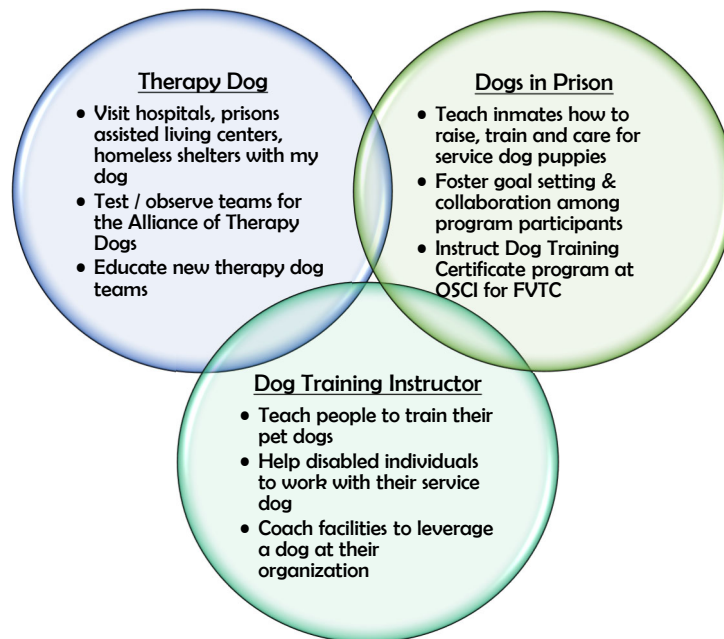 Therapy Dog
• Visit hospitals, prisons
assisted living centers,
homeless shelters with my
dog
• Test / observe teams for
the Alliance of Therapy
Dogs
• Educate new therapy dog
teams
Dogs in Prison
• Teach inmates how to
raise, train and care for
service dog puppies
• Foster goal setting &
collaboration among
program participants
• Instruct Dog Training
Certificate program at
OSCI for FVTC
Dog Training Instructor
• Teach people to train their
pet dogs
• Help disabled individuals
to work with their service
dog
• Coach facilities to leverage
a dog at their
organization